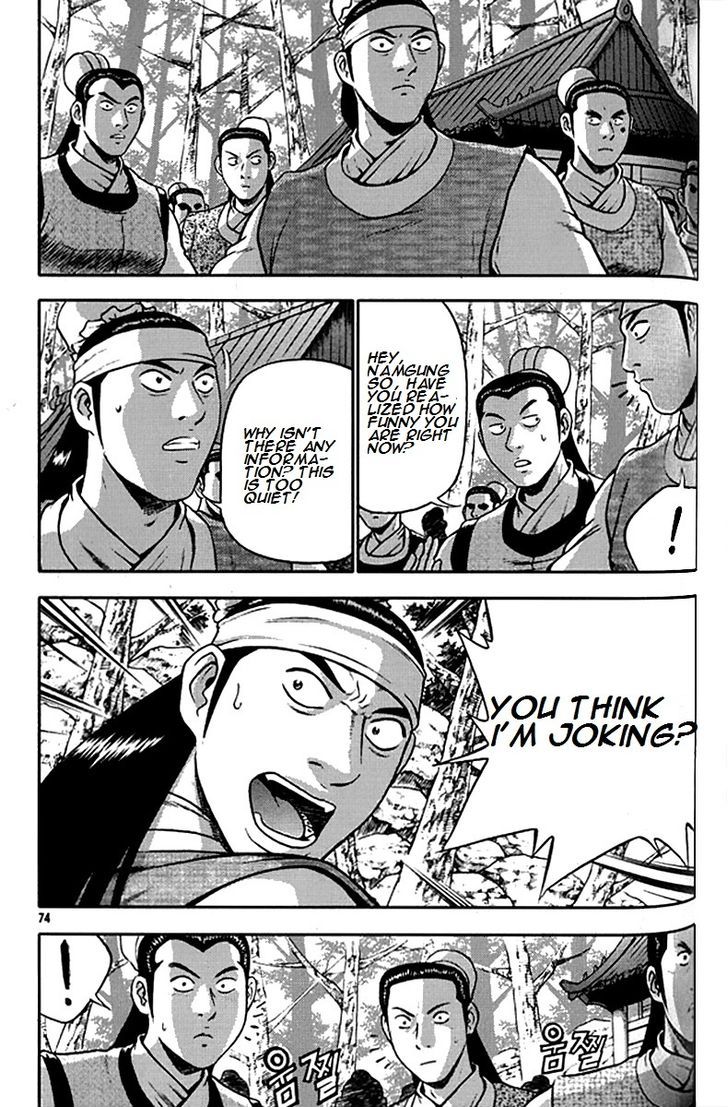 HEY,
NAMGUNG
SO, HAVE
YOU REA-
LIZED HOW
FUNNY YOU
ARE RIGHT
NOW?
!
WHY ISN'T
THERE ANY
INFORMA-
TION? THIS
IS TOO
QUIET!
YOU THINK
I'M JOKING?
74
!
움찔
움찔